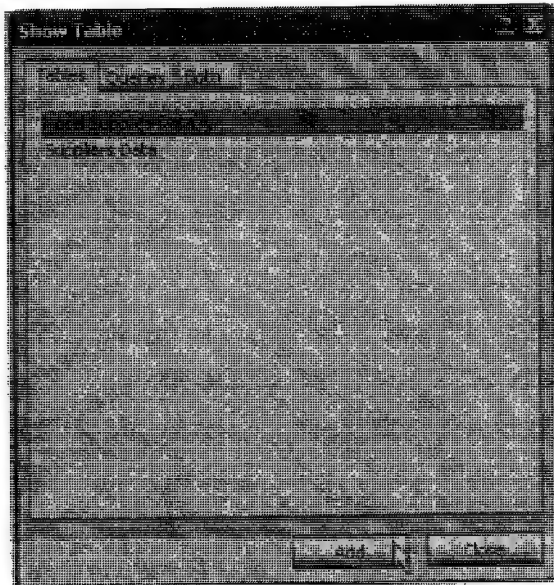 Show Table
Tables Queries Both
Suppliers Data
Add Close